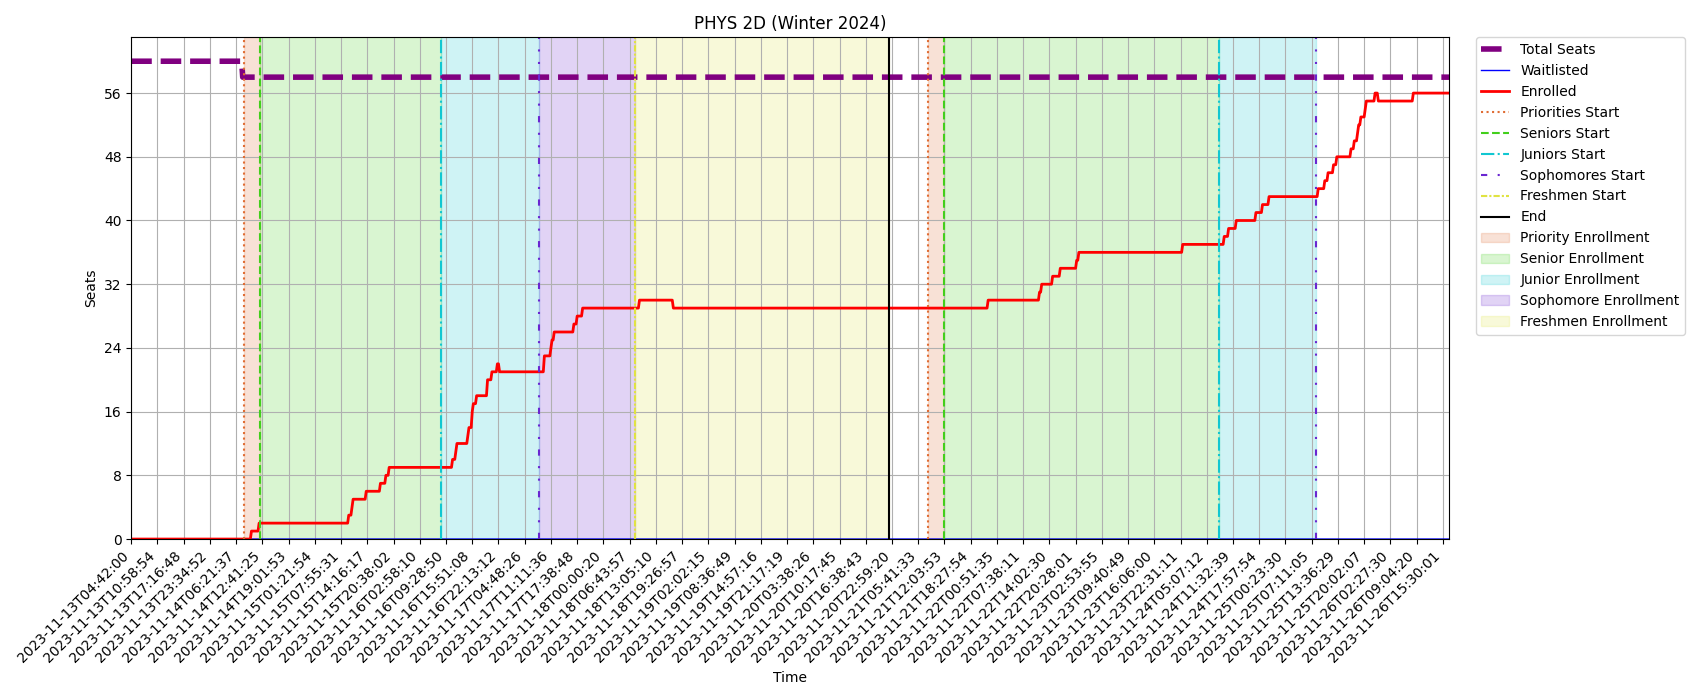 PHYS 2D (Winter 2024)
Total Seats
Waitlisted
Enrolled
Priorities Start
Seniors Start
Juniors Start
Sophomores Start
Freshmen Start
End
Priority Enrollment
Senior Enrollment
Junior Enrollment
Sophomore Enrollment
Freshmen Enrollment
Seats
56
48
40
32
24
16
8
0
2023-11-13T04:42:00
2023-11-13T10:58:54
2023-11-13T17:16:48
2023-11-13T23:34:52
2023-11-14T06:21:37
2023-11-14T12:41:25
2023-11-14T19:01:53
2023-11-15T01:21:54
2023-11-15T07:55:31
2023-11-15T14:16:17
2023-11-15T20:38:02
2023-11-16T02:58:10
2023-11-16T09:28:50
2023-11-16T15:51:08
2023-11-16T22:13:12
2023-11-17T04:48:26
2023-11-17T11:11:36
2023-11-17T17:38:48
2023-11-18T00:00:20
2023-11-18T06:43:57
2023-11-18T13:05:10
2023-11-18T19:26:57
2023-11-19T02:02:15
2023-11-19T08:36:49
2023-11-19T14:57:16
2023-11-19T21:17:19
2023-11-20T03:38:26
2023-11-20T10:17:45
2023-11-20T16:38:43
2023-11-20T22:59:20
2023-11-21T05:41:33
2023-11-21T12:03:53
2023-11-21T18:27:54
2023-11-22T00:51:35
2023-11-22T07:38:11
2023-11-22T14:02:30
2023-11-22T20:28:01
2023-11-23T02:53:55
2023-11-23T09:40:49
2023-11-23T16:06:00
2023-11-23T22:31:11
2023-11-24T05:07:12
2023-11-24T11:32:39
2023-11-24T17:57:54
2023-11-25T00:23:30
2023-11-25T07:11:05
2023-11-25T13:36:29
2023-11-25T20:02:07
2023-11-26T02:27:30
2023-11-26T09:04:20
2023-11-26T15:30:01
Time